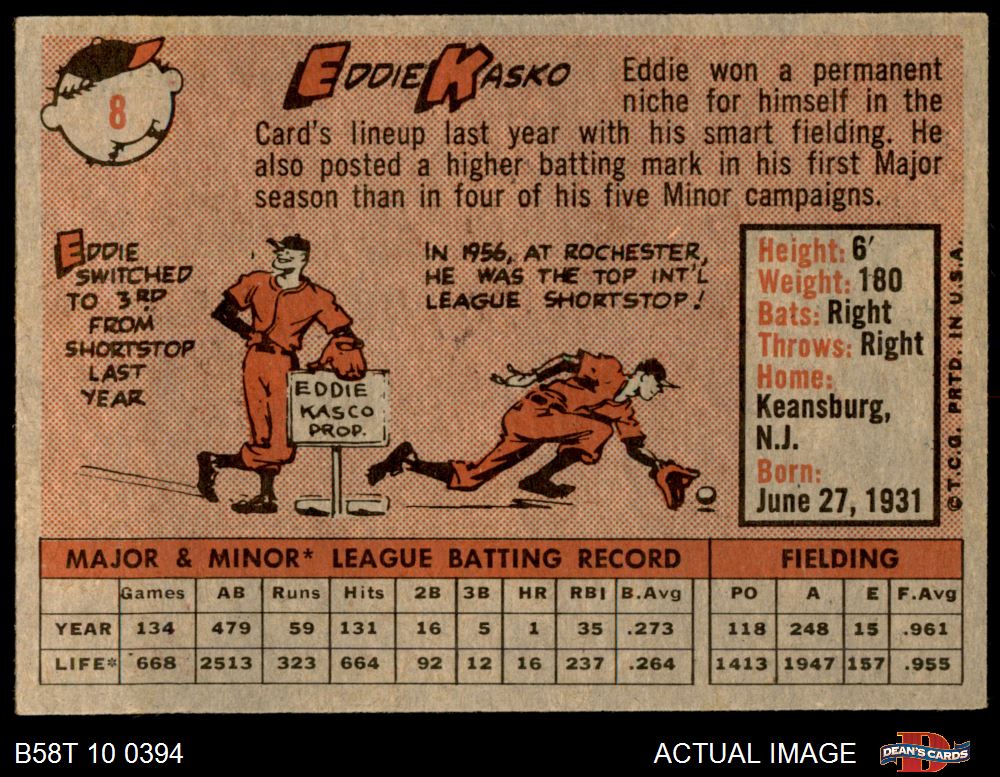 8
EDDIE KASKO
Eddie won a permanent
niche for himself in the
Card's lineup last year with his smart fielding. He
also posted a higher batting mark in his first Major
season than in four of his five Minor campaigns.
EDDIE
SWITCHED
TO 3RD
FROM
SHORTSTOP
LAST
YEAR
EDDIE
KASCO
PROP.
IN 1956, AT ROCHESTER,
HE WAS THE TOP INT'L
LEAGUE SHORTSTOP!
Height: 6'
Weight: 180
Bats: Right
Throws: Right
Home:
Keansburg,
N.J.
Born:
June 27, 1931
©T.C.G. PRTD. IN U.S.A.
MAJOR & MINOR* LEAGUE BATTING RECORD FIELDING
Games AB Runs Hits 2B 3B HR RBI B.Avg PO A E F.Avg
YEAR 134 479 59 131 16 5 1 35 .273 118 248 15 .961
LIFE* 668 2513 323 664 92 12 16 237 .264 1413 1947 157 .955
B58T 10 0394
ACTUAL IMAGE
DEAN'S CARDS